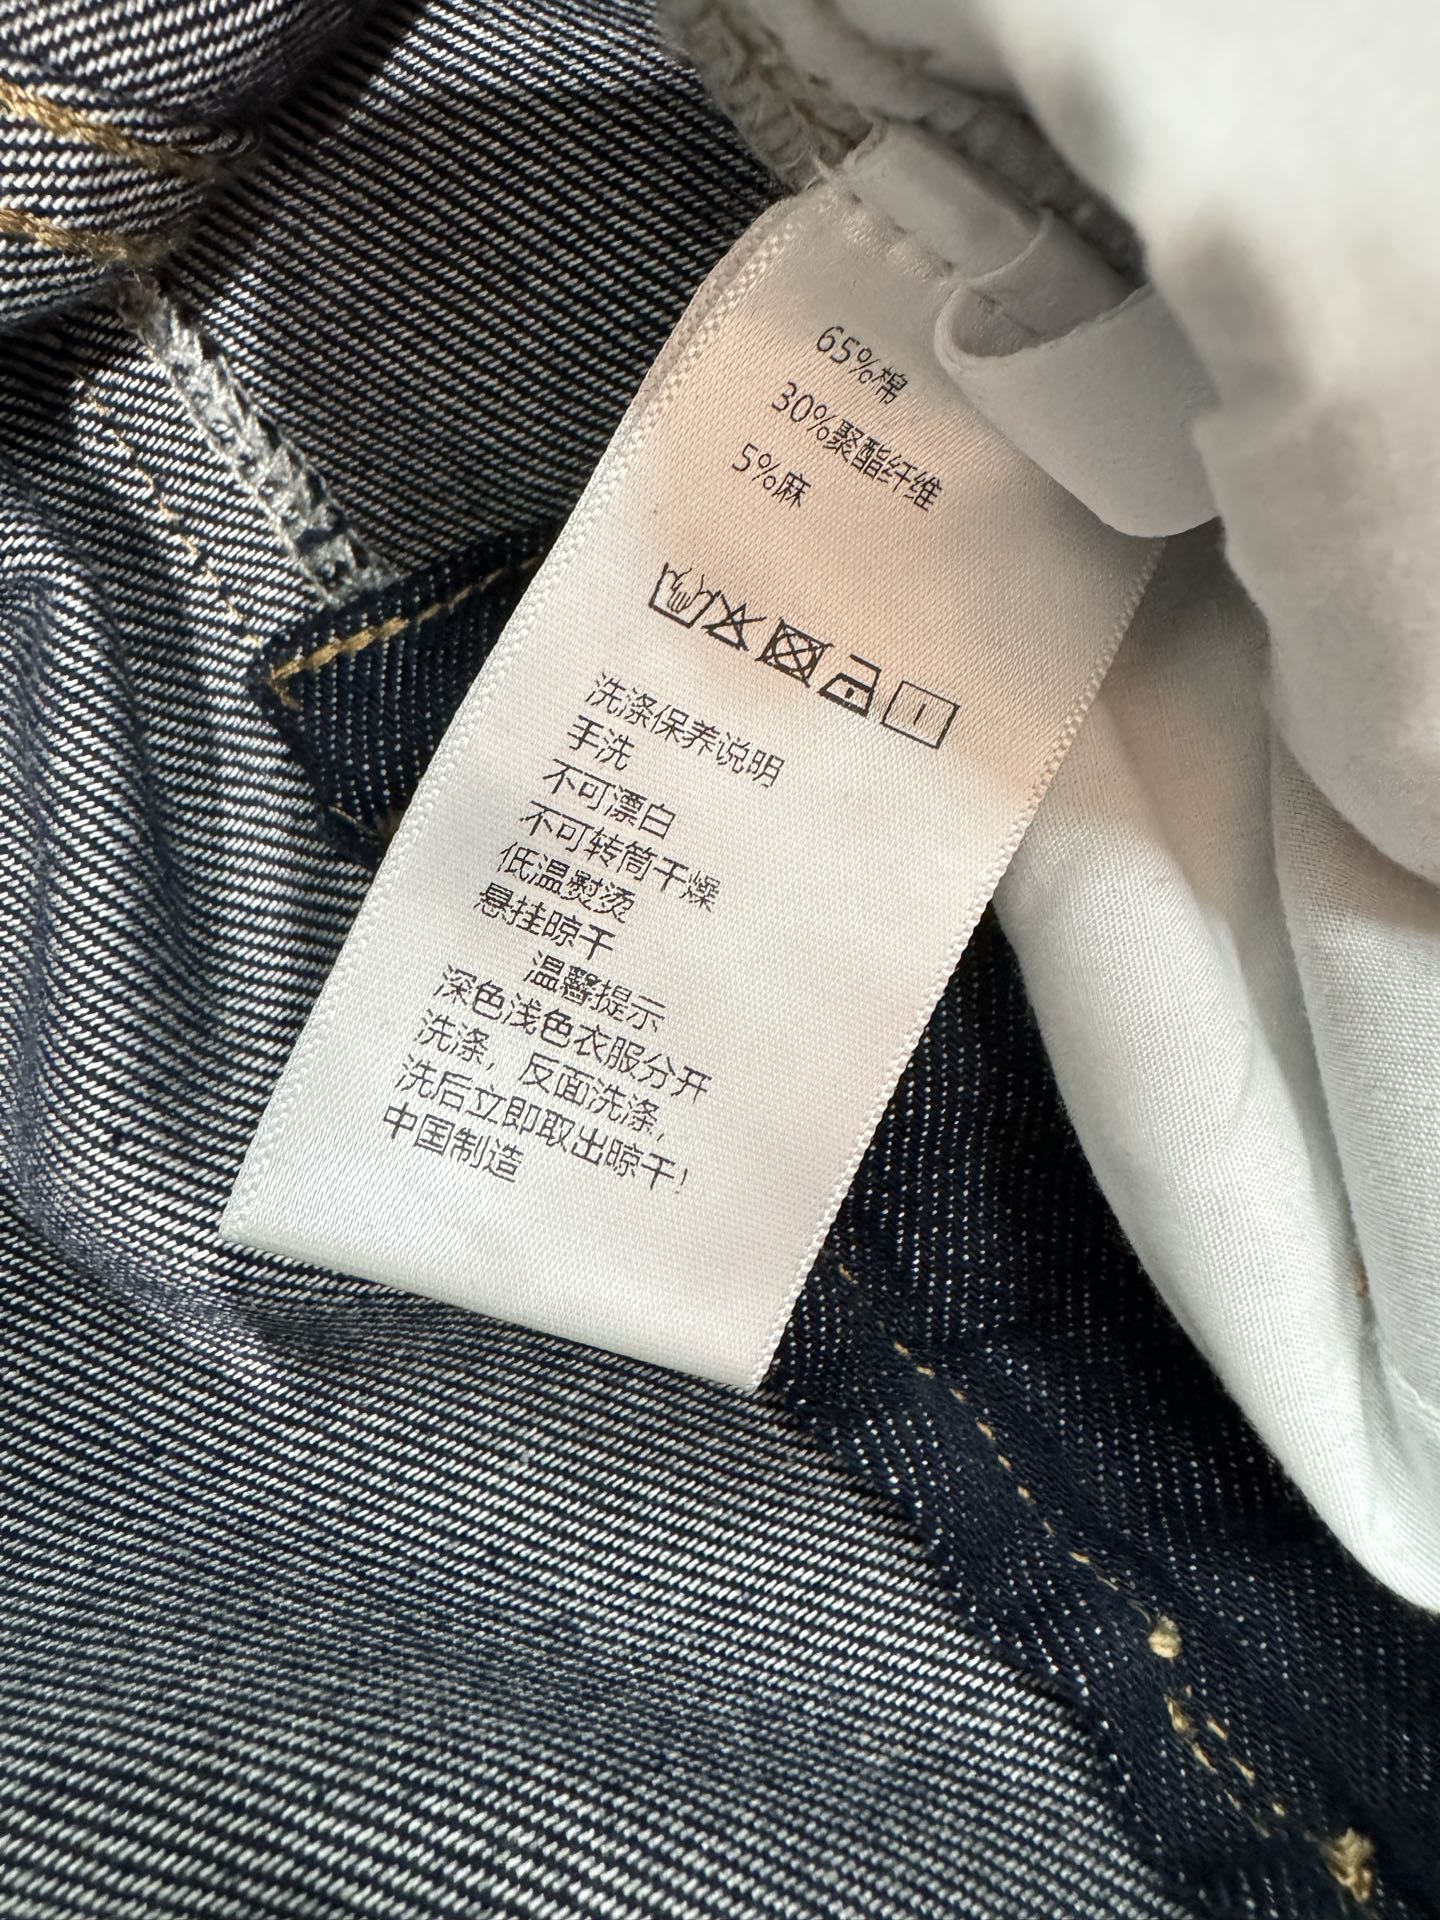 65%棉
30%聚酯纤维
5%麻
洗涤保养说明
手洗
不可漂白
不可转筒干燥
低温熨烫
悬挂晾干
温馨提示
深色浅色衣服分开
洗涤，反面洗涤，
洗后立即取出晾干！
中国制造